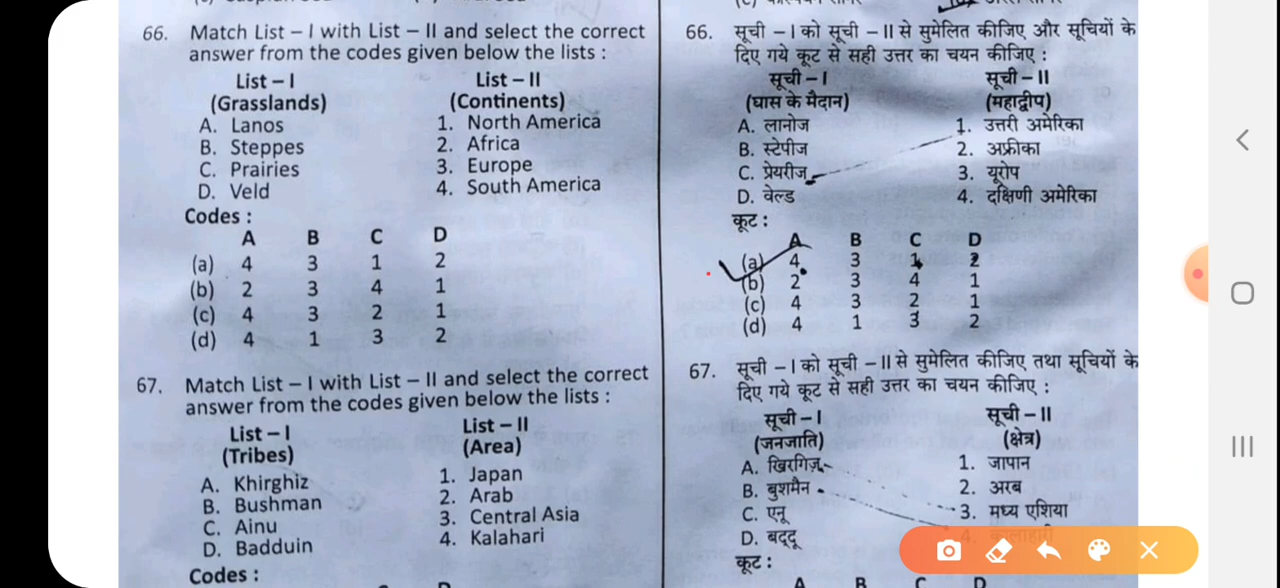 66. Match List – I with List – II and select the correct
answer from the codes given below the lists :
List – I List – II
(Grasslands) (Continents)
A. Lanos 1. North America
B. Steppes 2. Africa
C. Prairies 3. Europe
D. Veld 4. South America
Codes :
A B C D
(a) 4 3 1 2
(b) 2 3 4 1
(c) 4 3 2 1
(d) 4 1 3 2
67. Match List – I with List – II and select the correct
answer from the codes given below the lists :
List – I List – II
(Tribes) (Area)
A. Khirghiz 1. Japan
B. Bushman 2. Arab
C. Ainu 3. Central Asia
D. Badduin 4. Kalahari
Codes :
66. सूची – I को सूची – II से सुमेलित कीजिए और सूचियों के
दिए गये कूट से सही उत्तर का चयन कीजिए :
सूची – I सूची – II
(घास के मैदान) (महाद्वीप)
A. लानोज 1. उत्तरी अमेरिका
B. स्टेपीज 2. अफ्रीका
C. प्रेयरीज 3. यूरोप
D. वेल्ड 4. दक्षिणी अमेरिका
कूट :
A B C D
(a) 4 3 1 2
(b) 2 3 4 1
(c) 4 3 2 1
(d) 4 1 3 2
67. सूची – I को सूची – II से सुमेलित कीजिए तथा सूचियों के
दिए गये कूट से सही उत्तर का चयन कीजिए :
सूची – I सूची – II
(जनजाति) (क्षेत्र)
A. खिरगिज़ 1. जापान
B. बुशमैन 2. अरब
C. एनू 3. मध्य एशिया
D. बद्दू 4.
कूट :
A B C D